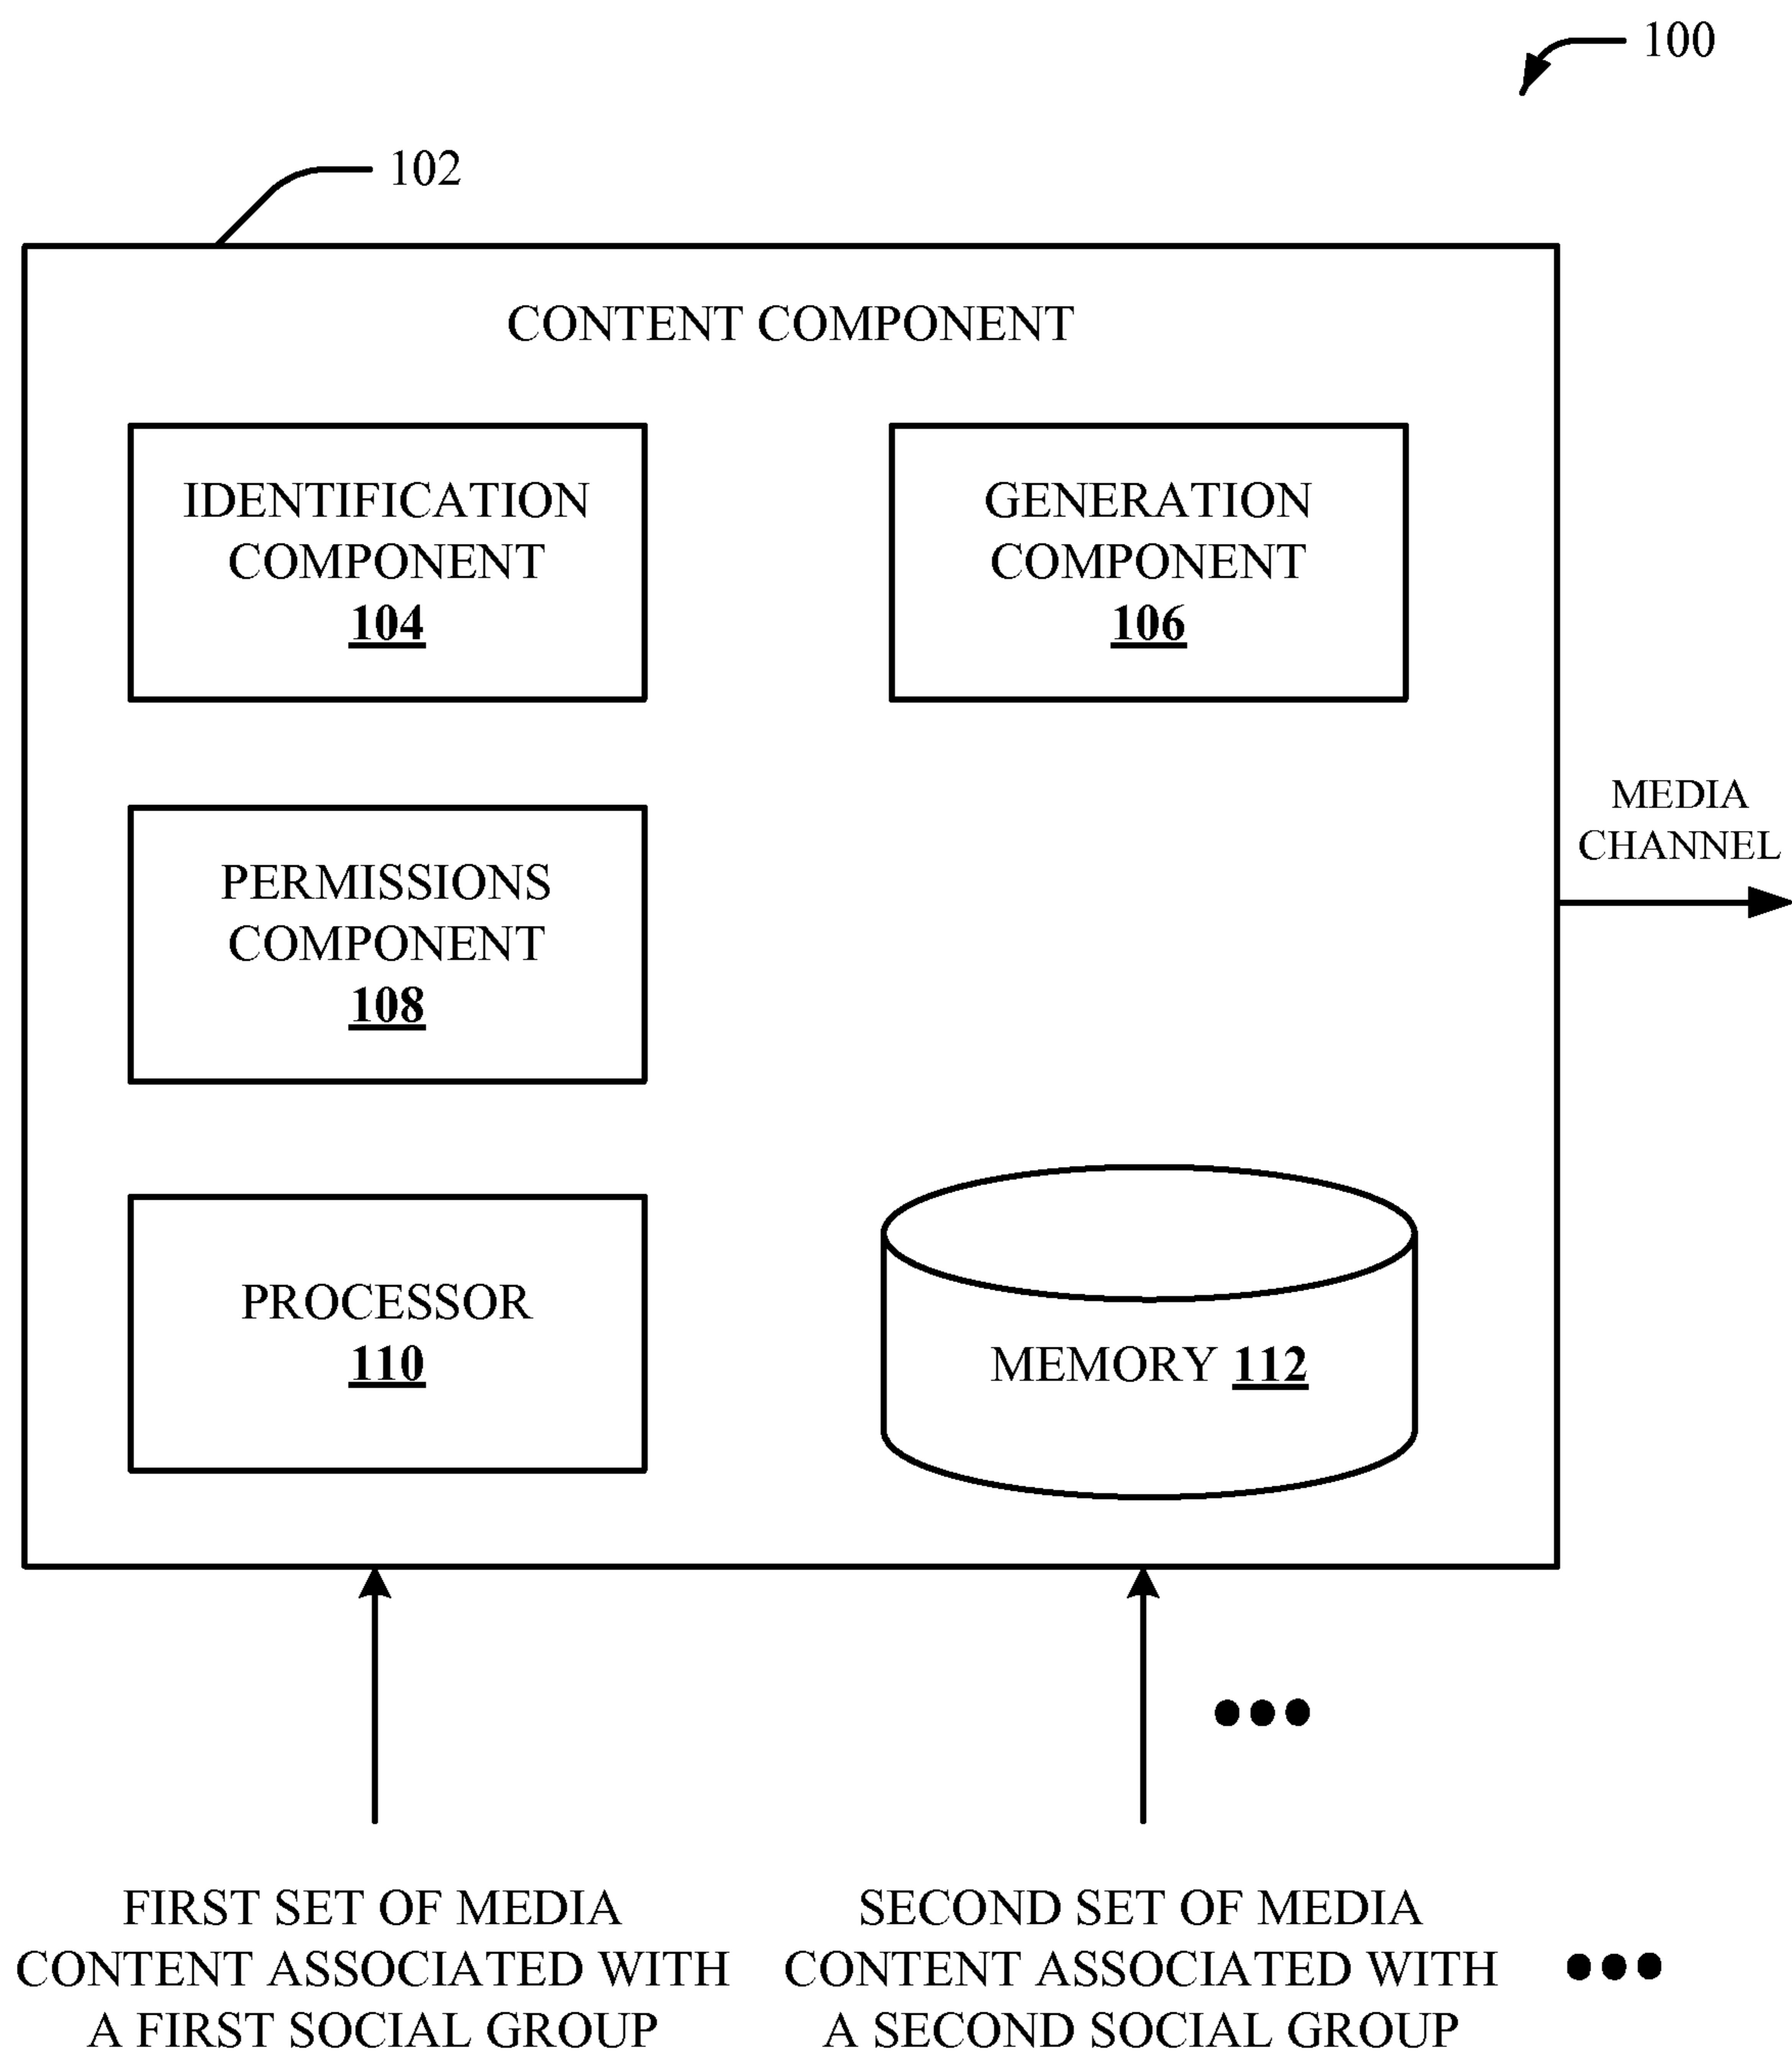 100
102
CONTENT COMPONENT
IDENTIFICATION
COMPONENT
104
GENERATION
COMPONENT
106
PERMISSIONS
COMPONENT
108
MEDIA
CHANNEL
PROCESSOR
110
MEMORY 112
FIRST SET OF MEDIA
CONTENT ASSOCIATED WITH
A FIRST SOCIAL GROUP
SECOND SET OF MEDIA
CONTENT ASSOCIATED WITH
A SECOND SOCIAL GROUP